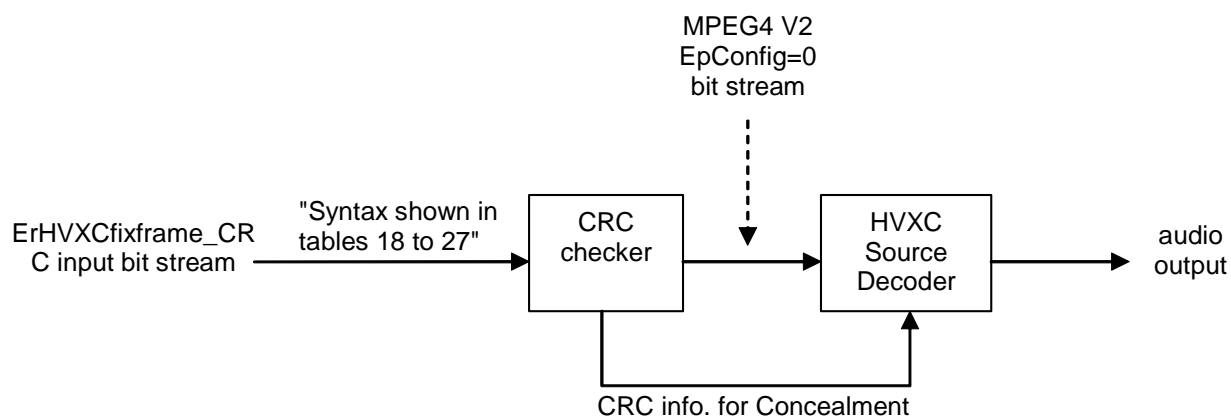 MPEG4 V2
EpConfig=0
bit stream
ErHVXCfixframe_CR
C input bit stream
"Syntax shown in
tables 18 to 27"
CRC
checker
HVXC
Source
Decoder
audio
output
CRC info. for Concealment